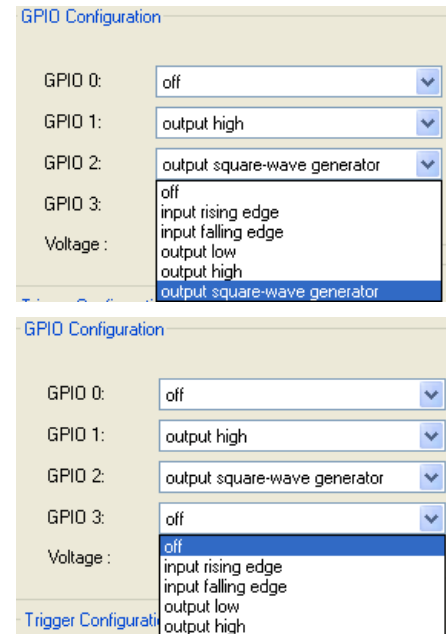 GPIO Configuration
GPIO 0: off
GPIO 1: output high
GPIO 2: output square-wave generator
GPIO 3: off
input rising edge
Voltage : input falling edge
output low
output high
output square-wave generator
GPIO Configuration
GPIO 0: off
GPIO 1: output high
GPIO 2: output square-wave generator
GPIO 3: off
Voltage : off
input rising edge
input falling edge
output low
Trigger Configurati output high